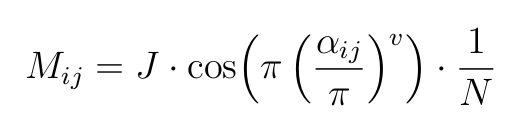 $M_{ij} = J \cdot \cos\left(\pi \left(\frac{\alpha_{ij}}{\pi}\right)^{v}\right) \cdot \frac{1}{N}$